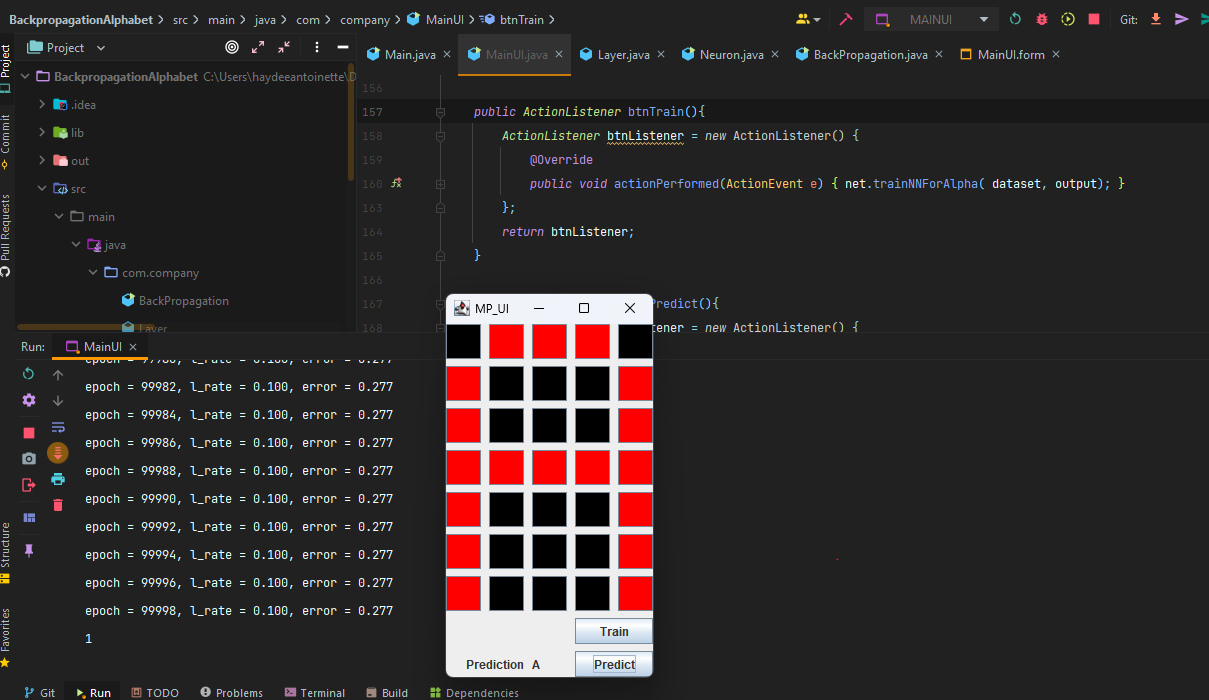 BackpropagationAlphabet > src > main > java > com > company > MainUI > btnTrain >
MAINUI
Git:
Project
Main.java × MainUI.java × Layer.java × Neuron.java × BackPropagation.java × MainUI.form ×
Project
Commit
Pull Requests
BackpropagationAlphabet C:\Users\haydeeantoinette\D
.idea
lib
out
src
main
java
com.company
BackPropagation
Layer
156
157 public ActionListener btnTrain(){
158 ActionListener btnListener = new ActionListener() {
159 @Override
160 public void actionPerformed(ActionEvent e) { net.trainNNForAlpha( dataset, output); }
163 };
164 return btnListener;
165 }
166
167 Predict(){
168 tener = new ActionListener() {
Run: MainUI ×
epoch = 99980, l_rate = 0.100, error = 0.277
epoch = 99982, l_rate = 0.100, error = 0.277
epoch = 99984, l_rate = 0.100, error = 0.277
epoch = 99986, l_rate = 0.100, error = 0.277
epoch = 99988, l_rate = 0.100, error = 0.277
epoch = 99990, l_rate = 0.100, error = 0.277
epoch = 99992, l_rate = 0.100, error = 0.277
epoch = 99994, l_rate = 0.100, error = 0.277
epoch = 99996, l_rate = 0.100, error = 0.277
epoch = 99998, l_rate = 0.100, error = 0.277
1
Structure
Favorites
MP_UI
Train
Prediction A
Predict
Git Run TODO Problems Terminal Build Dependencies